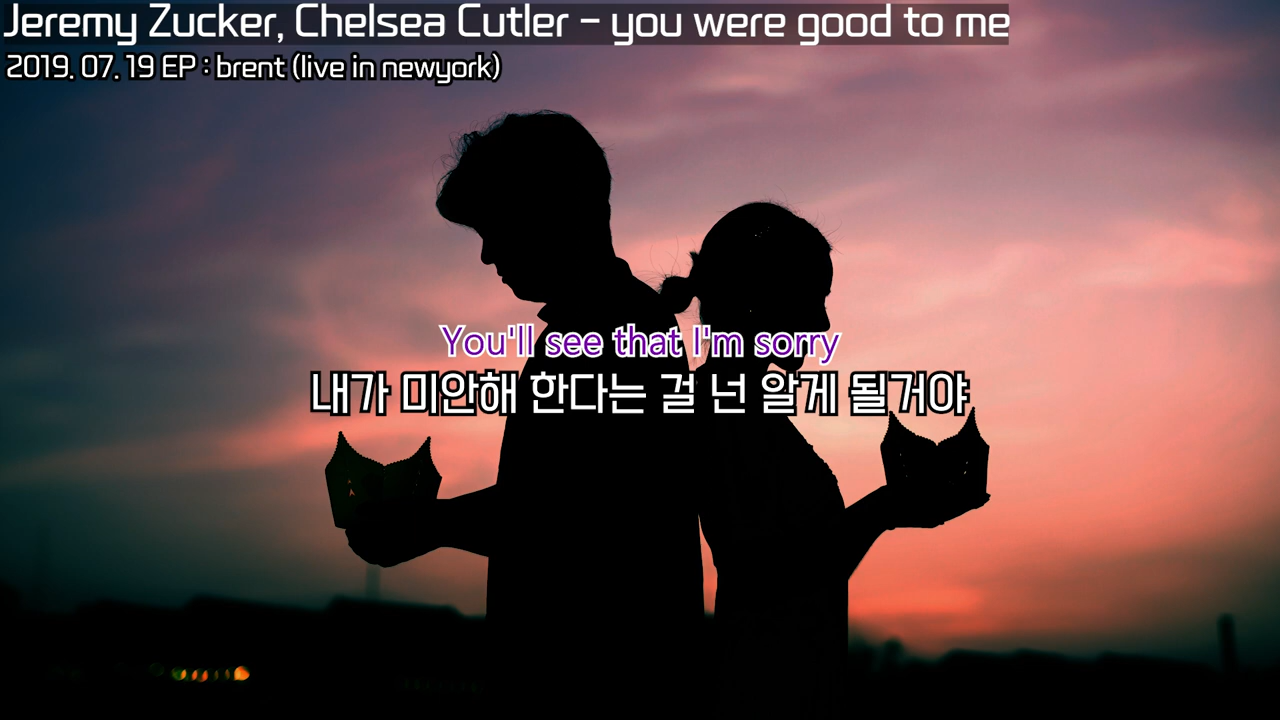 Jeremy Zucker, Chelsea Cutler - you were good to me
2019. 07. 19 EP : brent (live in newyork)
You'll see that I'm sorry
내가 미안해 한다는 걸 넌 알게 될거야